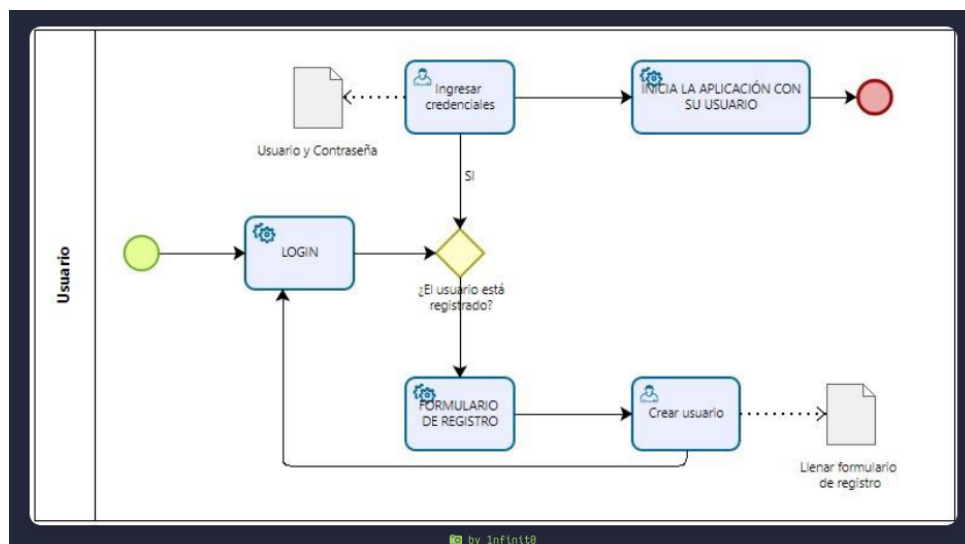 Usuario
Ingresar
credenciales
INICIA LA APLICACIÓN CON
SU USUARIO
Usuario y Contraseña
SI
LOGIN
¿El usuario está
registrado?
FORMULARIO
DE REGISTRO
Crear usuario
Llenar formulario
de registro
by 1nfinit0